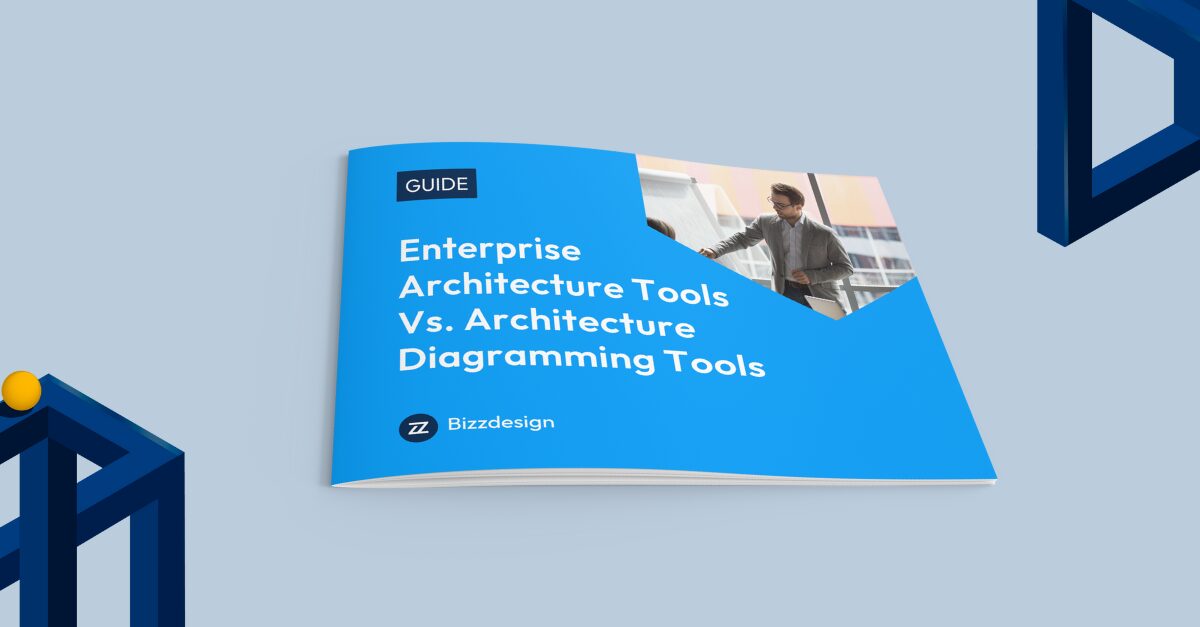 GUIDE
Enterprise
Architecture Tools
Vs. Architecture
Diagramming Tools
Bizzdesign